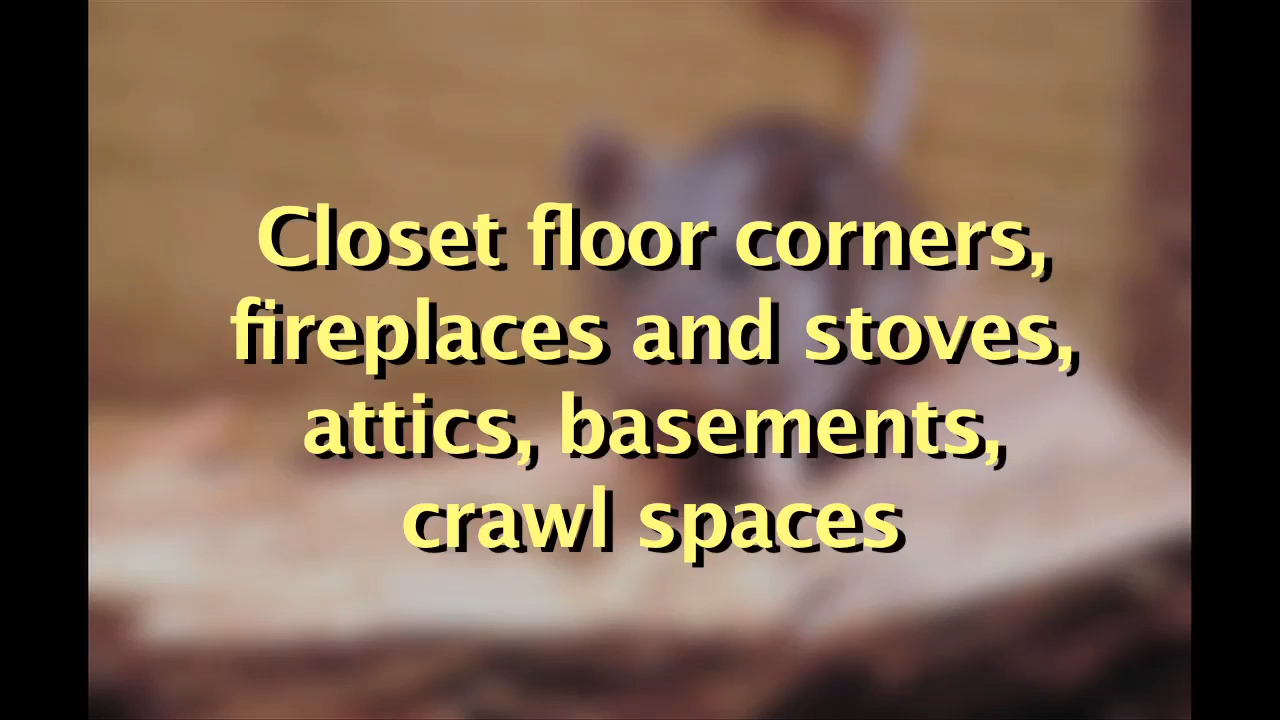 Closet floor corners,
fireplaces and stoves,
attics, basements,
crawl spaces